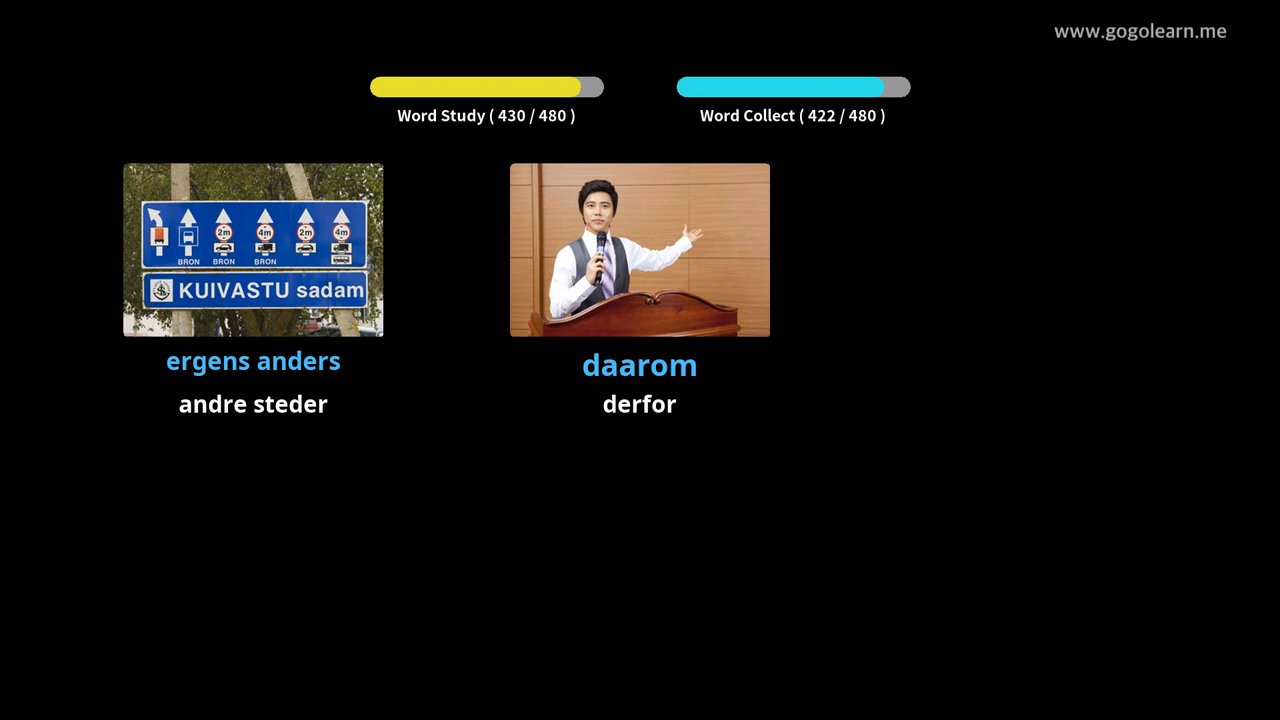 www.gogolearn.me
Word Study ( 430 / 480 )
Word Collect ( 422 / 480 )
2m
4m
2m
4m
BRON
BRON
BRON
KUIVASTU sadam
ergens anders
daarom
andre steder
derfor